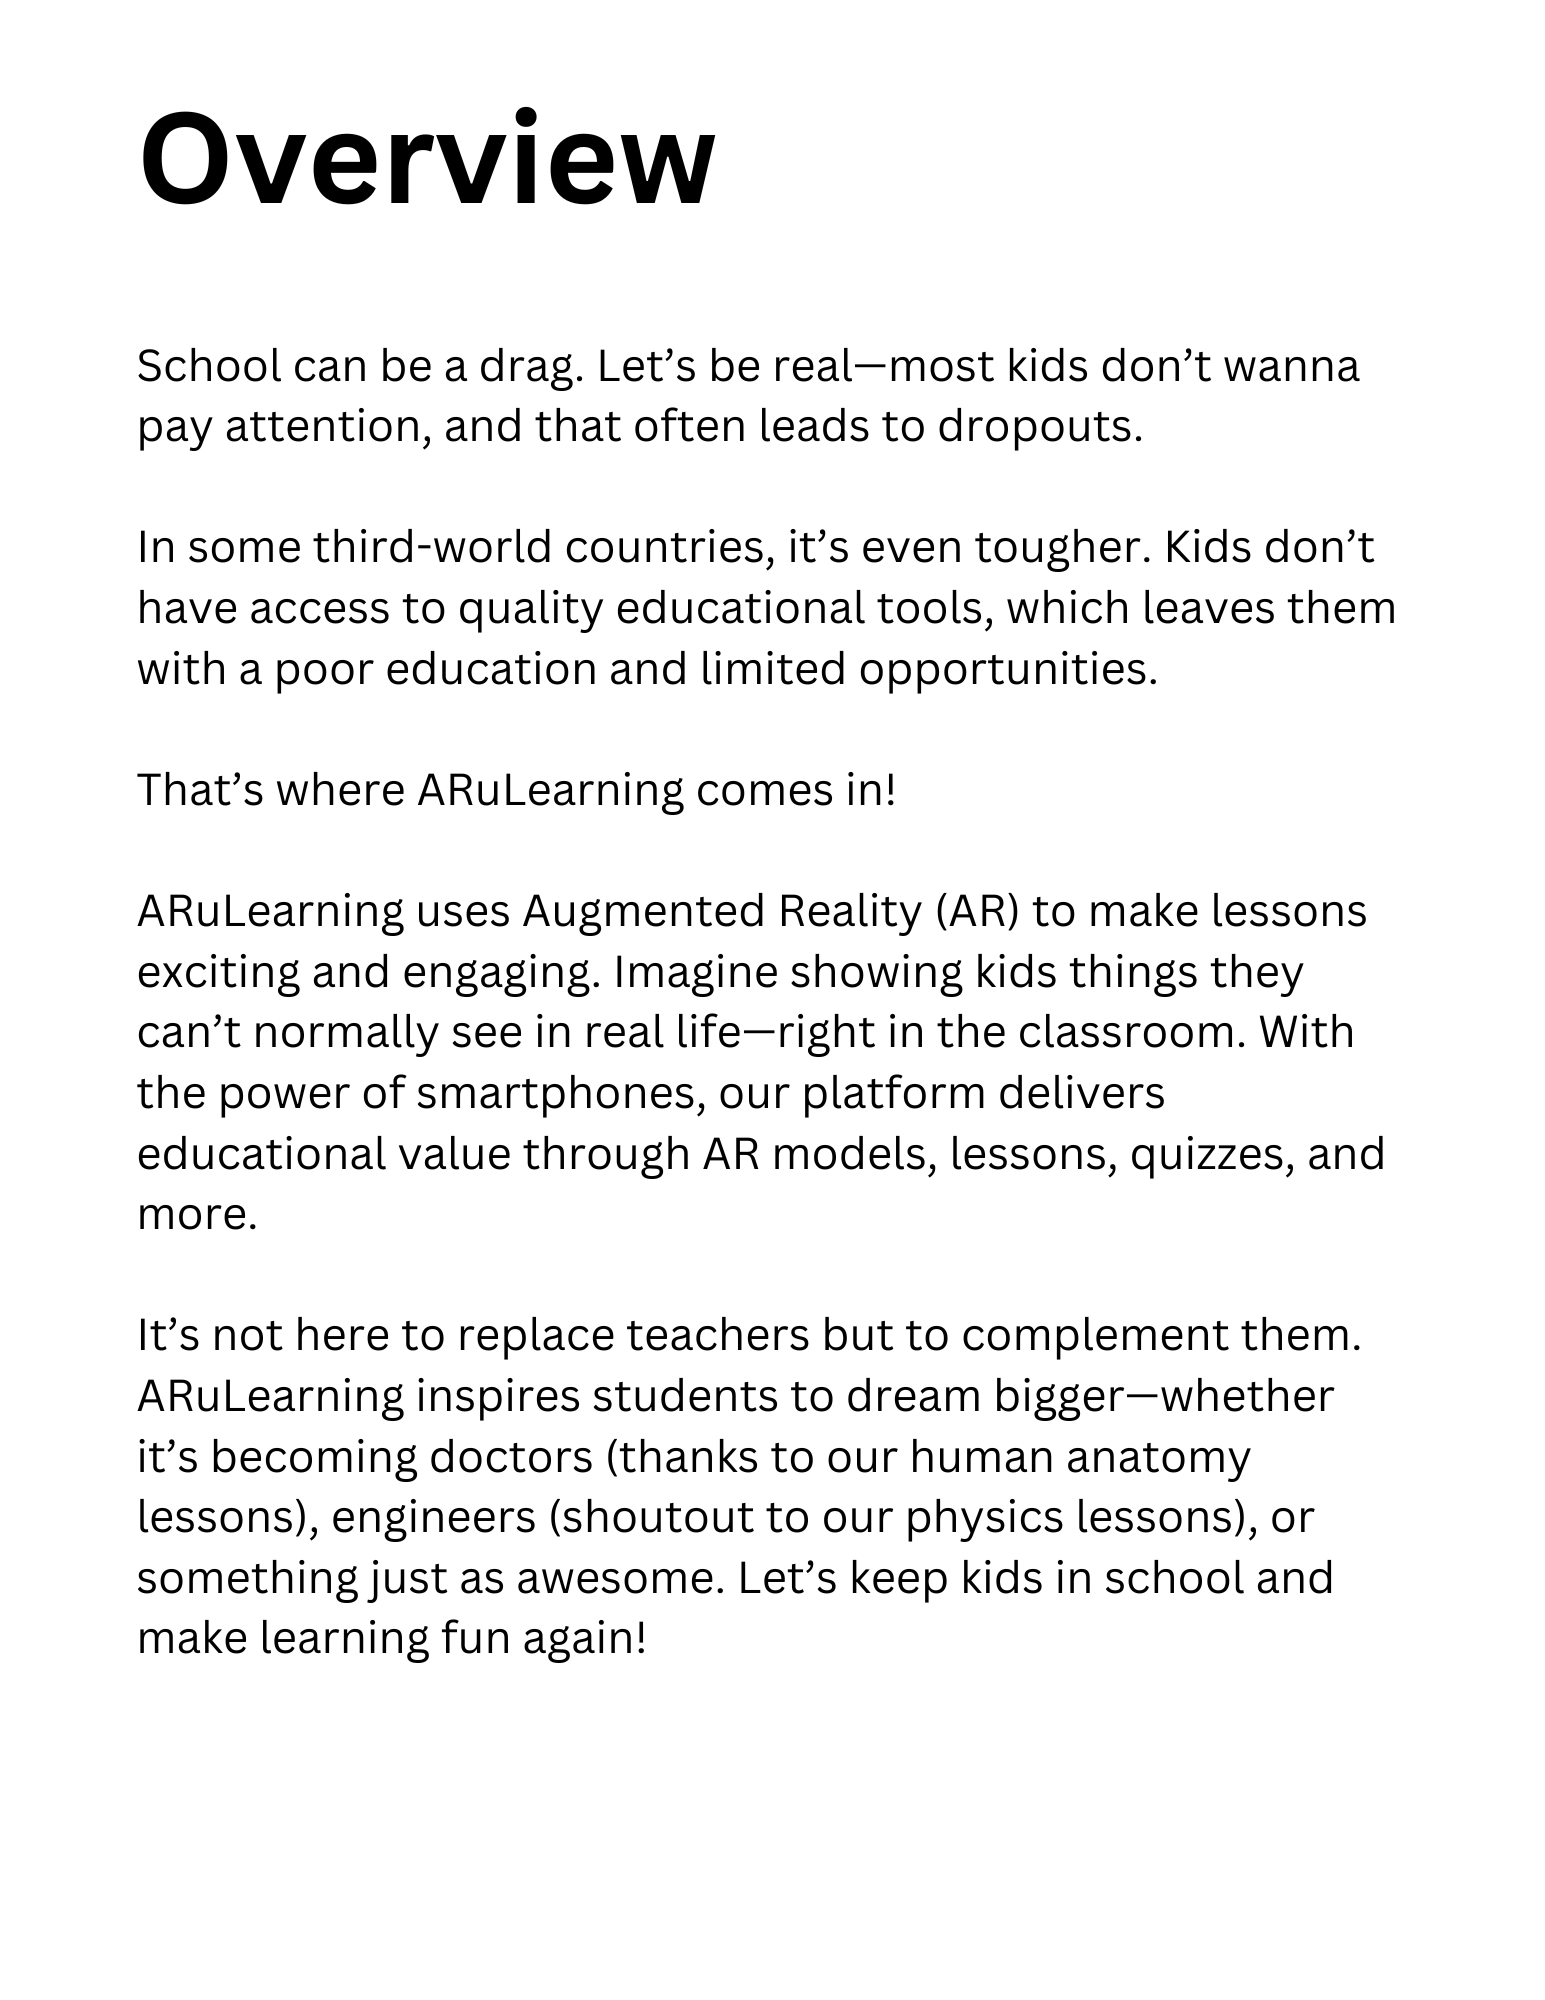 Overview
School can be a drag. Let’s be real—most kids don’t wanna
pay attention, and that often leads to dropouts.
In some third-world countries, it’s even tougher. Kids don’t
have access to quality educational tools, which leaves them
with a poor education and limited opportunities.
That’s where ARuLearning comes in!
ARuLearning uses Augmented Reality (AR) to make lessons
exciting and engaging. Imagine showing kids things they
can’t normally see in real life—right in the classroom. With
the power of smartphones, our platform delivers
educational value through AR models, lessons, quizzes, and
more.
It’s not here to replace teachers but to complement them.
ARuLearning inspires students to dream bigger—whether
it’s becoming doctors (thanks to our human anatomy
lessons), engineers (shoutout to our physics lessons), or
something just as awesome. Let’s keep kids in school and
make learning fun again!